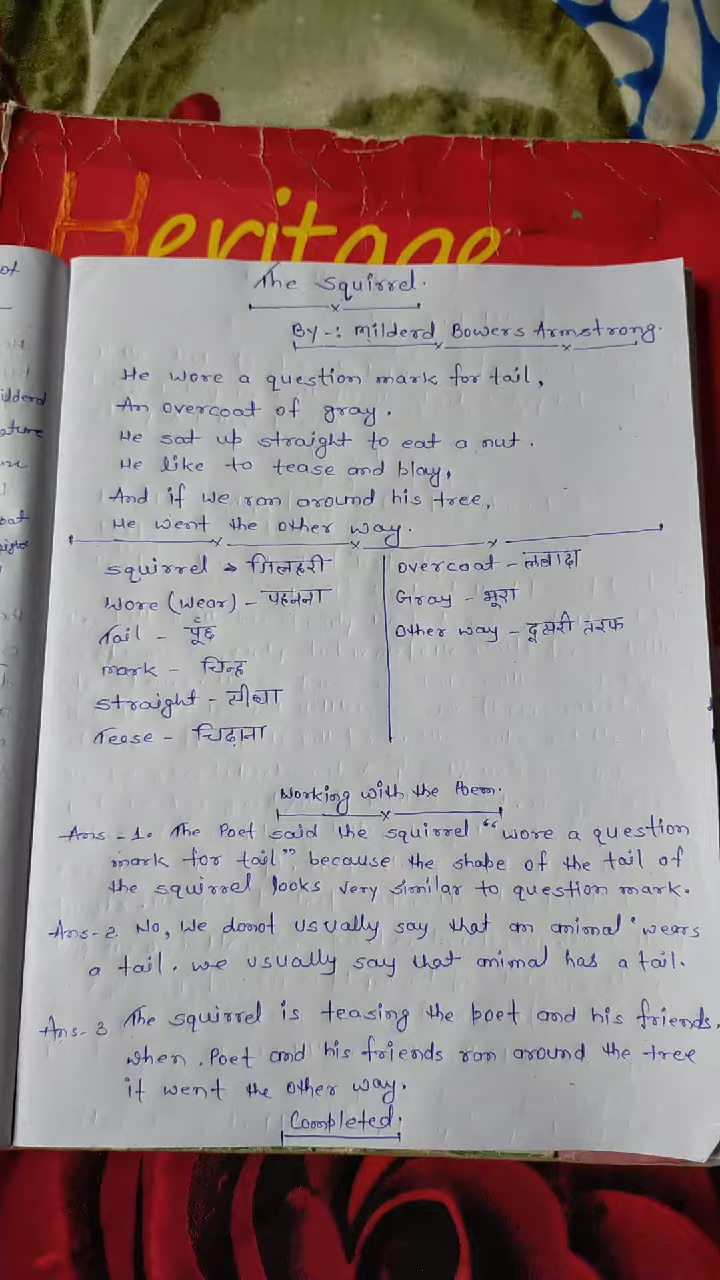 Heritage
of
The Squirrel.
By -: Milderd Bowers Armstrong.
He wore a question mark for tail,
An overcoat of gray.
He sat up straight to eat a nut.
He like to tease and play,
And if we ran around his tree,
He went the other way.
squirrel → गिलहरी
wore (wear) - पहनना
Tail - पूँछ
mark - चिन्ह
straight - सीधा
Tease - चिढ़ाना
overcoat - लबादा
Gray - भूरा
Other way - दूसरी तरफ
Working with the Poem.
Ans - 1. The Poet said the squirrel "wore a question
mark for tail" because the shape of the tail of
the squirrel looks very similar to question mark.
Ans - 2. No, we donot usually say that an animal 'wears
a tail. we usually say that animal has a tail.
Ans - 3 The squirrel is teasing the poet and his friends.
when Poet and his friends ran around the tree
it went the other way.
Completed.